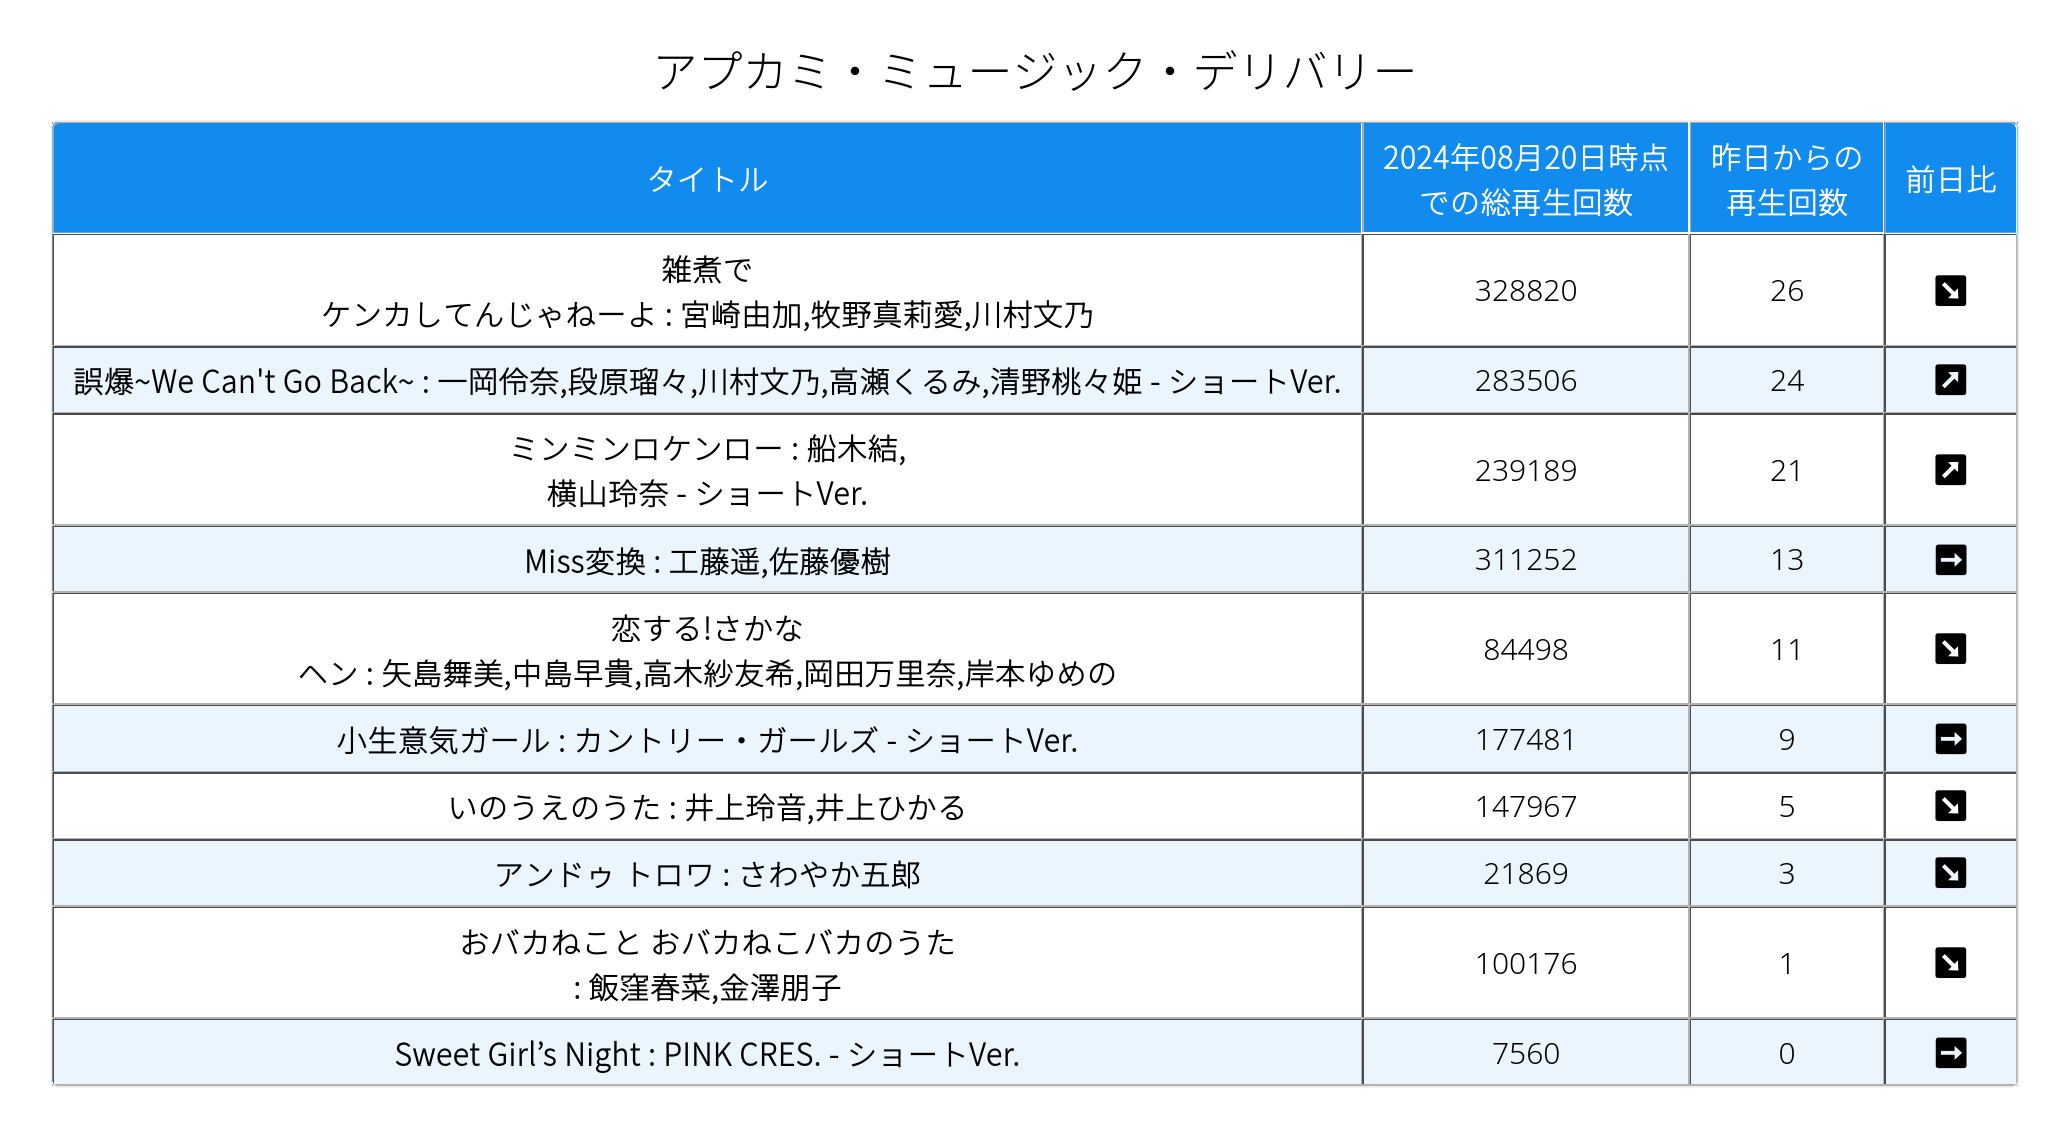 アプカミ・ミュージック・デリバリー
タイトル
2024年08月20日時点
での総再生回数
昨日からの
再生回数
前日比
雑煮で
ケンカしてんじゃねーよ : 宮崎由加,牧野真莉愛,川村文乃
328820
26
誤爆~We Can't Go Back~ : 一岡伶奈,段原瑠々,川村文乃,高瀬くるみ,清野桃々姫 - ショートVer.
283506
24
ミンミンロケンロー : 船木結,
横山玲奈 - ショートVer.
239189
21
Miss変換 : 工藤遥,佐藤優樹
311252
13
恋する!さかな
ヘン : 矢島舞美,中島早貴,高木紗友希,岡田万里奈,岸本ゆめの
84498
11
小生意気ガール : カントリー・ガールズ - ショートVer.
177481
9
いのうえのうた : 井上玲音,井上ひかる
147967
5
アンドゥ トロワ : さわやか五郎
21869
3
おバカねこと おバカねこバカのうた
: 飯窪春菜,金澤朋子
100176
1
Sweet Girl’s Night : PINK CRES. - ショートVer.
7560
0